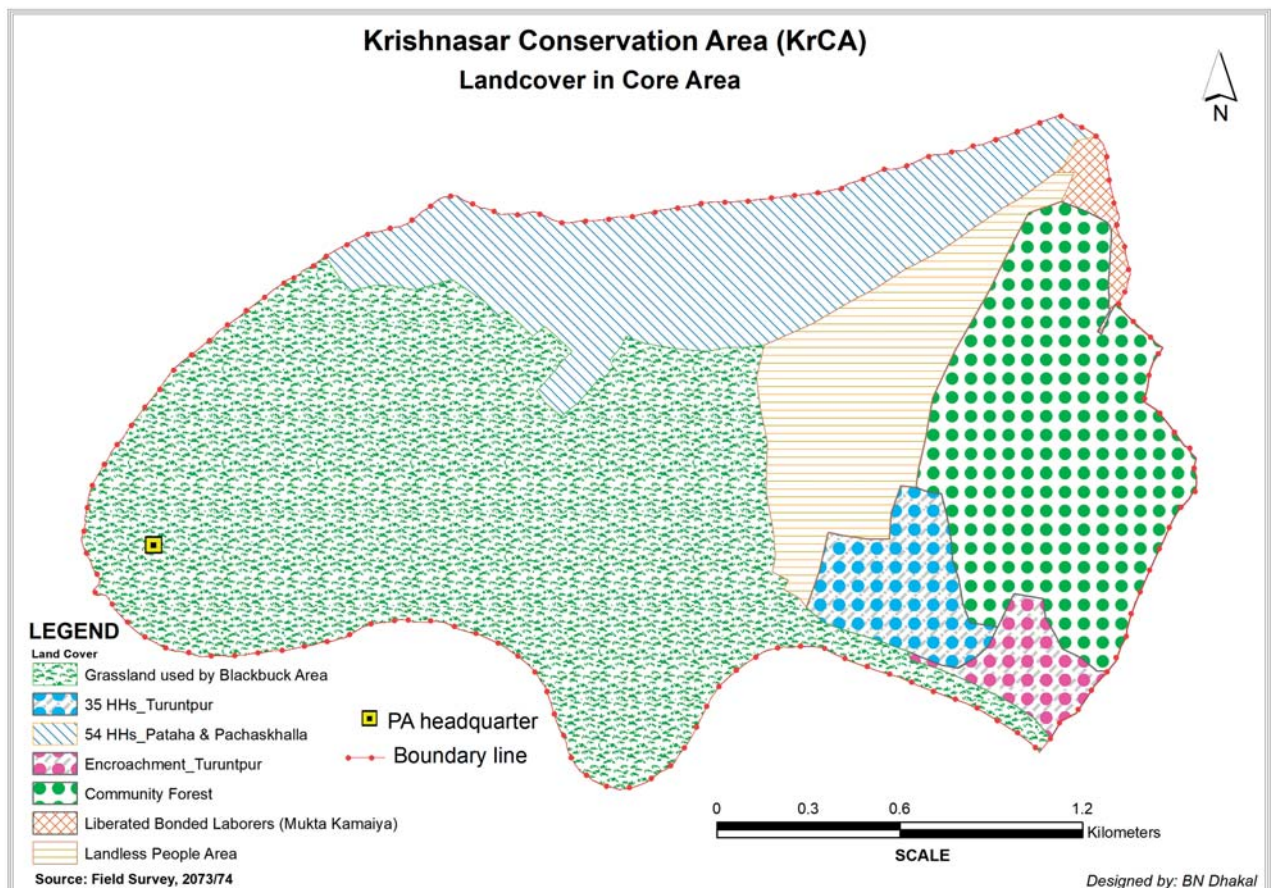 Krishnasar Conservation Area (KrCA)
Landcover in Core Area
N
LEGEND
Land Cover
Grassland used by Blackbuck Area
35 HHs_Turuntpur
54 HHs_Pataha & Pachaskhalla
Encroachment_Turuntpur
Community Forest
Liberated Bonded Laborers (Mukta Kamaiya)
Landless People Area
PA headquarter
Boundary line
0 0.3 0.6 1.2
Kilometers
SCALE
Source: Field Survey, 2073/74
Designed by: BN Dhakal